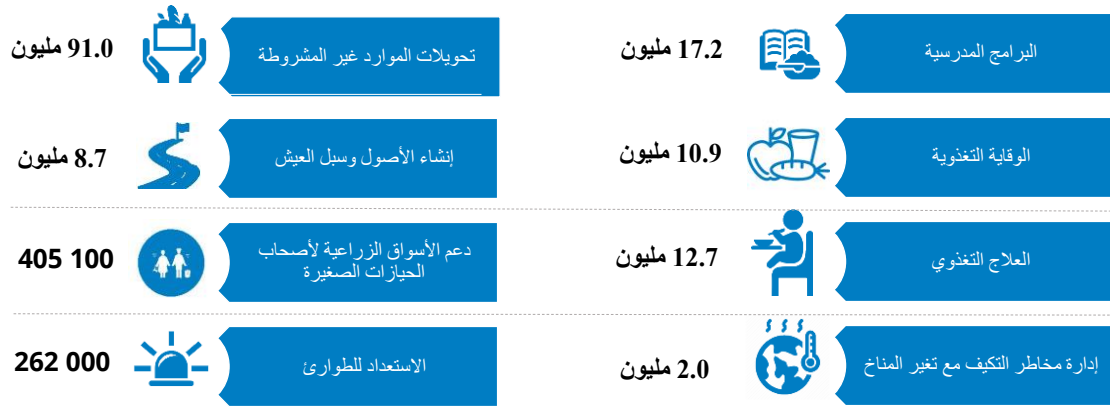 البرامج المدرسية
17.2 مليون
تحويلات الموارد غير المشروطة
91.0 مليون
الوقاية التغذوية
10.9 مليون
إنشاء الأصول وسبل العيش
8.7 مليون
العلاج التغذوي
12.7 مليون
دعم الأسواق الزراعية لأصحاب
الحيازات الصغيرة
405 100
إدارة مخاطر التكيف مع تغير المناخ
2.0 مليون
الاستعداد للطوارئ
262 000